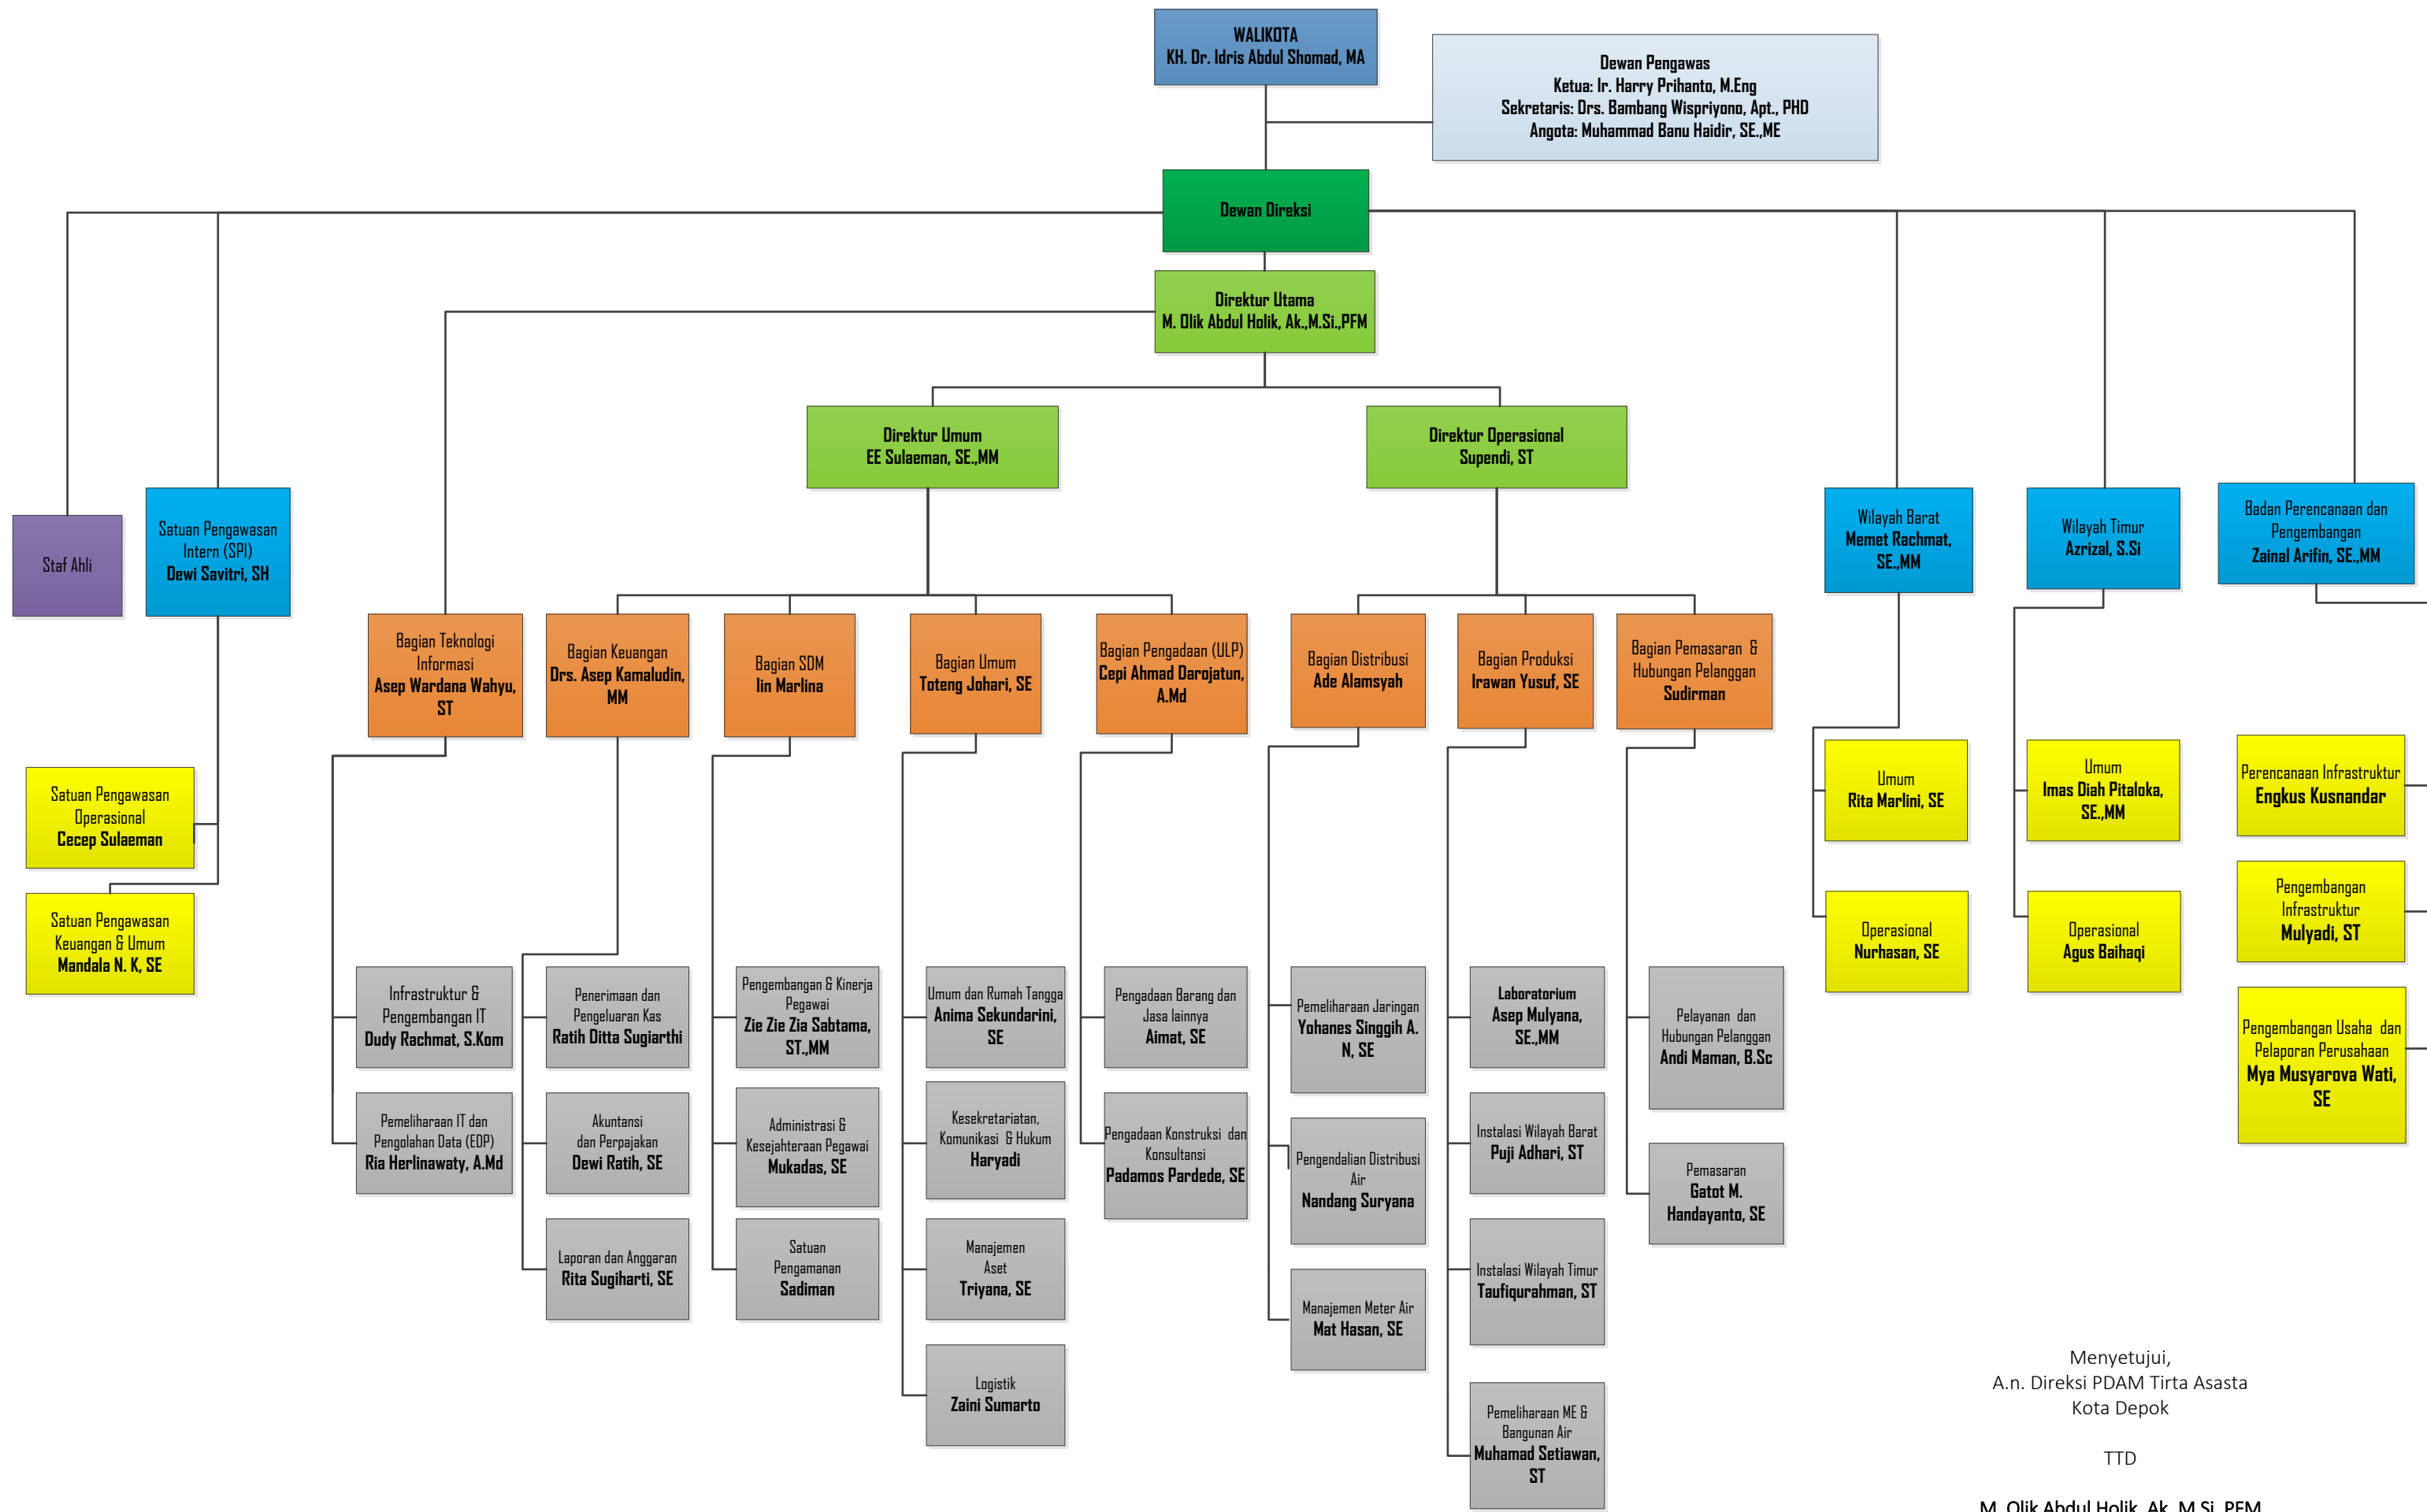 WALIKOTA
KH. Dr. Idris Abdul Shomad, MA
Dewan Pengawas
Ketua: Ir. Harry Prihanto, M.Eng
Sekretaris: Drs. Bambang Wispriyono, Apt., PHD
Angota: Muhammad Banu Haidir, SE.,ME
Dewan Direksi
Direktur Utama
M. Olik Abdul Holik, Ak.,M.Si.,PFM
Direktur Umum
EE Sulaeman, SE.,MM
Direktur Operasional
Supendi, ST
Staf Ahli
Satuan Pengawasan
Intern (SPI)
Dewi Savitri, SH
Wilayah Barat
Memet Rachmat,
SE.,MM
Wilayah Timur
Azrizal, S.Si
Badan Perencanaan dan
Pengembangan
Zainal Arifin, SE.,MM
Bagian Teknologi
Informasi
Asep Wardana Wahyu,
ST
Bagian Keuangan
Drs. Asep Kamaludin,
MM
Bagian SDM
Iin Marlina
Bagian Umum
Toteng Johari, SE
Bagian Pengadaan (ULP)
Cepi Ahmad Darojatun,
A.Md
Bagian Distribusi
Ade Alamsyah
Bagian Produksi
Irawan Yusuf, SE
Bagian Pemasaran &
Hubungan Pelanggan
Sudirman
Satuan Pengawasan
Operasional
Cecep Sulaeman
Satuan Pengawasan
Keuangan & Umum
Mandala N. K, SE
Umum
Rita Marlini, SE
Operasional
Nurhasan, SE
Umum
Imas Diah Pitaloka,
SE.,MM
Operasional
Agus Baihaqi
Perencanaan Infrastruktur
Engkus Kusnandar
Pengembangan
Infrastruktur
Mulyadi, ST
Pengembangan Usaha dan
Pelaporan Perusahaan
Mya Musyarova Wati,
SE
Infrastruktur &
Pengembangan IT
Dudy Rachmat, S.Kom
Pemeliharaan IT dan
Pengolahan Data (EDP)
Ria Herlinawaty, A.Md
Penerimaan dan
Pengeluaran Kas
Ratih Ditta Sugiarthi
Akuntansi
dan Perpajakan
Dewi Ratih, SE
Laporan dan Anggaran
Rita Sugiharti, SE
Pengembangan & Kinerja
Pegawai
Zie Zie Zia Sabtama,
ST.,MM
Administrasi &
Kesejahteraan Pegawai
Mukadas, SE
Satuan
Pengamanan
Sadiman
Umum dan Rumah Tangga
Anima Sekundarini,
SE
Kesekretariatan,
Komunikasi & Hukum
Haryadi
Manajemen
Aset
Triyana, SE
Logistik
Zaini Sumarto
Pengadaan Barang dan
Jasa lainnya
Aimat, SE
Pengadaan Konstruksi dan
Konsultansi
Padamos Pardede, SE
Pemeliharaan Jaringan
Yohanes Singgih A.
N, SE
Pengendalian Distribusi
Air
Nandang Suryana
Manajemen Meter Air
Mat Hasan, SE
Laboratorium
Asep Mulyana,
SE.,MM
Instalasi Wilayah Barat
Puji Adhari, ST
Instalasi Wilayah Timur
Taufiqurahman, ST
Pemeliharaan ME &
Bangunan Air
Muhamad Setiawan,
ST
Pelayanan dan
Hubungan Pelanggan
Andi Maman, B.Sc
Pemasaran
Gatot M.
Handayanto, SE
Menyetujui,
A.n. Direksi PDAM Tirta Asasta
Kota Depok
TTD
M. Olik Abdul Holik, Ak. M.Si, PFM